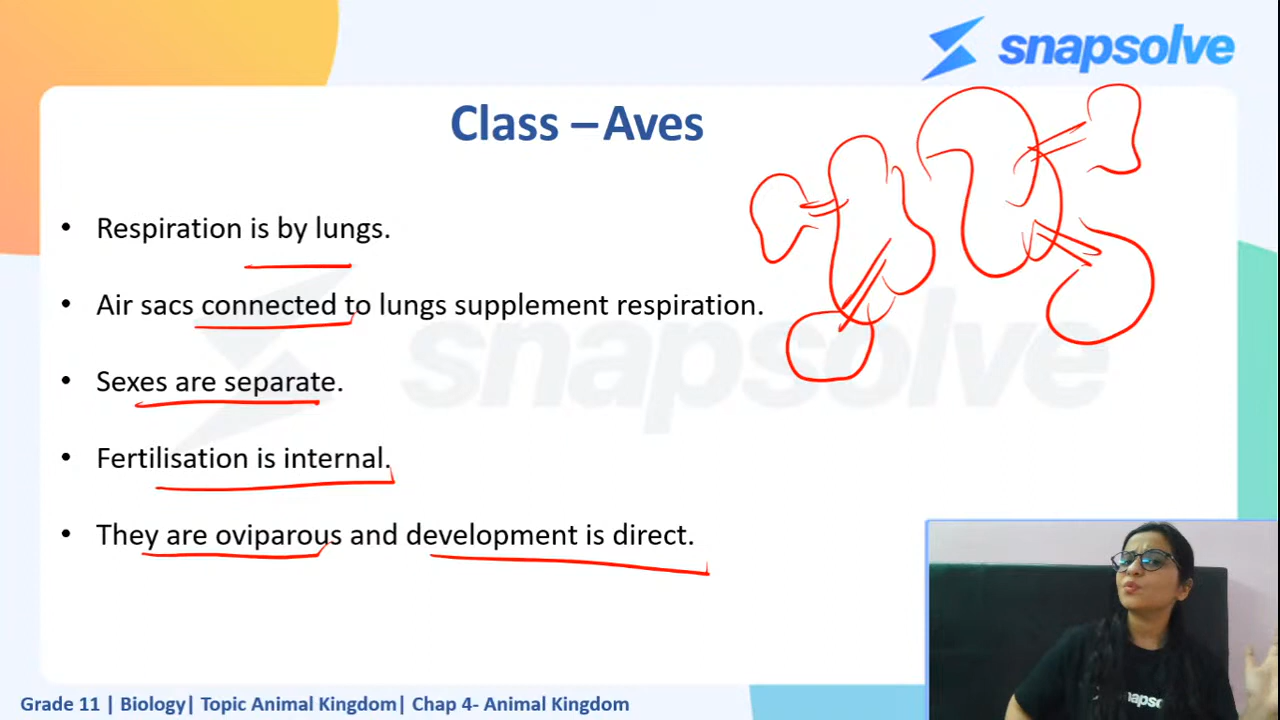 snapsolve
Class –Aves
• Respiration is by lungs.
• Air sacs connected to lungs supplement respiration.
• Sexes are separate.
• Fertilisation is internal.
• They are oviparous and development is direct.
snapsolve
Grade 11 | Biology| Topic Animal Kingdom| Chap 4- Animal Kingdom